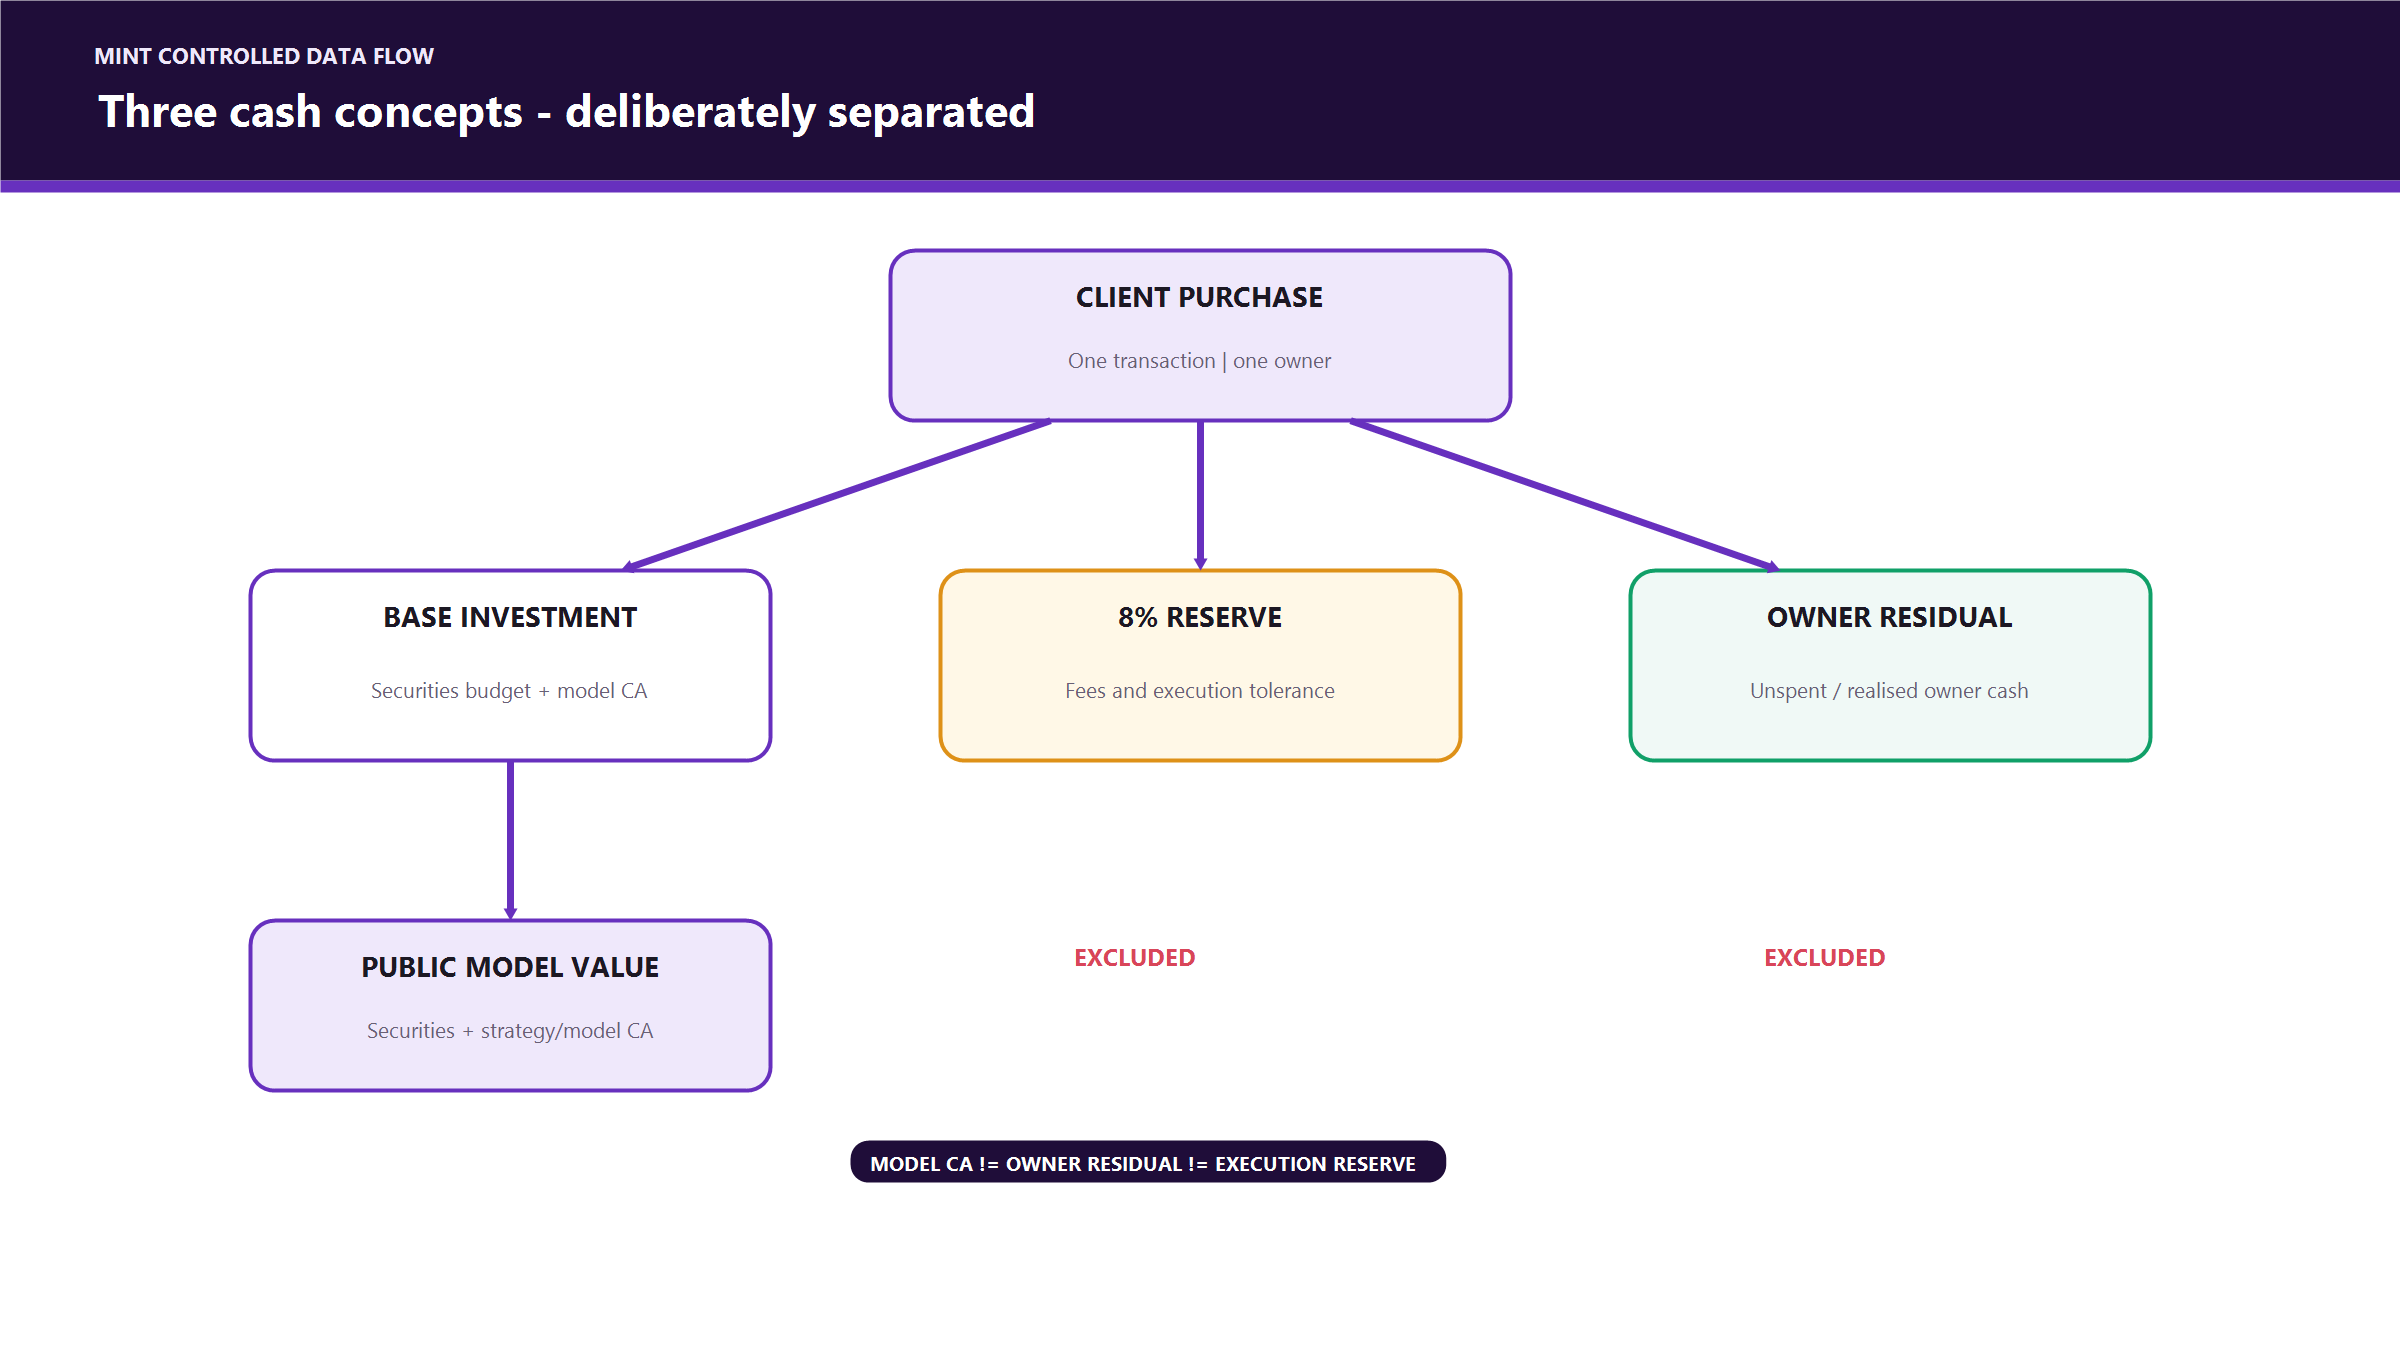 MINT CONTROLLED DATA FLOW
Three cash concepts - deliberately separated
CLIENT PURCHASE
One transaction | one owner
BASE INVESTMENT
Securities budget + model CA
8% RESERVE
Fees and execution tolerance
OWNER RESIDUAL
Unspent / realised owner cash
PUBLIC MODEL VALUE
Securities + strategy/model CA
EXCLUDED
EXCLUDED
MODEL CA != OWNER RESIDUAL != EXECUTION RESERVE